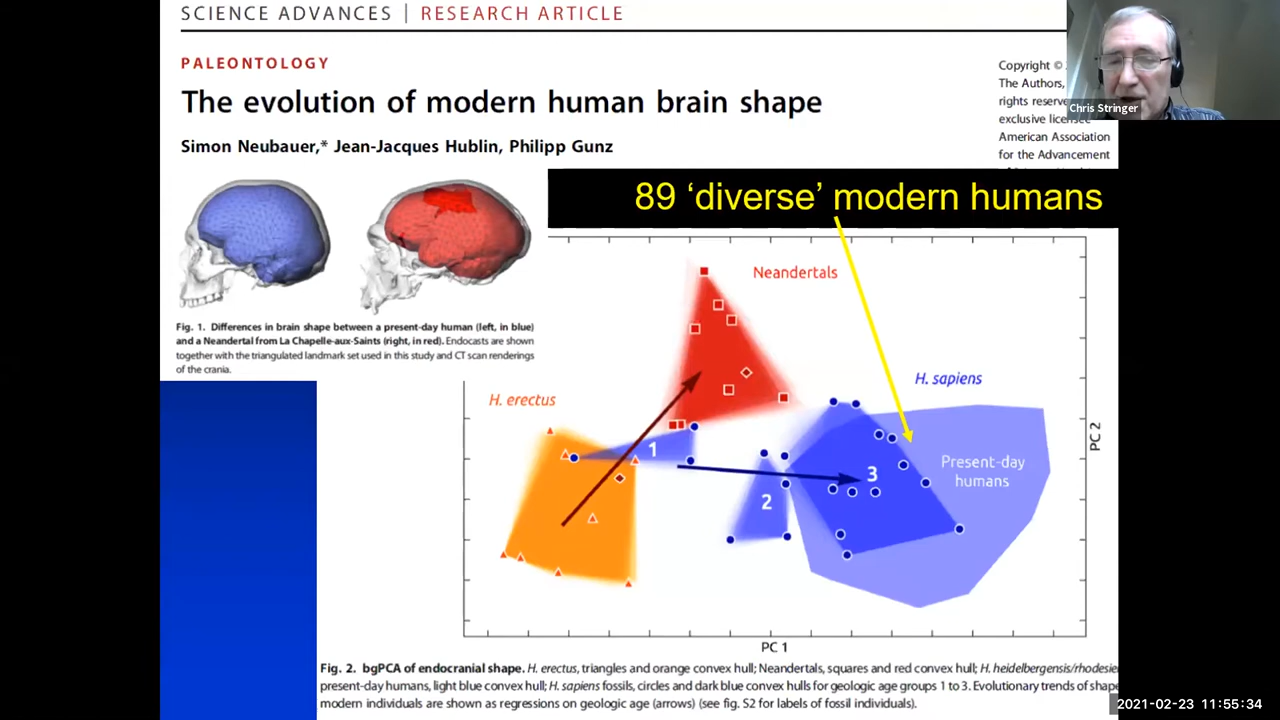 SCIENCE ADVANCES | RESEARCH ARTICLE
PALEONTOLOGY
The evolution of modern human brain shape
Simon Neubauer,* Jean-Jacques Hublin, Philipp Gunz
Copyright ©
The Authors,
rights reserve
exclusive licensee
American Association
for the Advancement
Chris Stringer
89 ‘diverse’ modern humans
Fig. 1. Differences in brain shape between a present-day human (left, in blue)
and a Neandertal from La Chapelle-aux-Saints (right, in red). Endocasts are shown
together with the triangulated landmark set used in this study and CT scan renderings
of the crania.
Neandertals
H. erectus
H. sapiens
1
2
3
Present-day
humans
PC 2
PC 1
Fig. 2. bgPCA of endocranial shape. H. erectus, triangles and orange convex hull; Neandertals, squares and red convex hull; H. heidelbergensis/rhodesie
present-day humans, light blue convex hull; H. sapiens fossils, circles and dark blue convex hulls for geologic age groups 1 to 3. Evolutionary trends of shape
modern individuals are shown as regressions on geologic age (arrows) (see fig. S2 for labels of fossil individuals).
2021-02-23 11:55:34